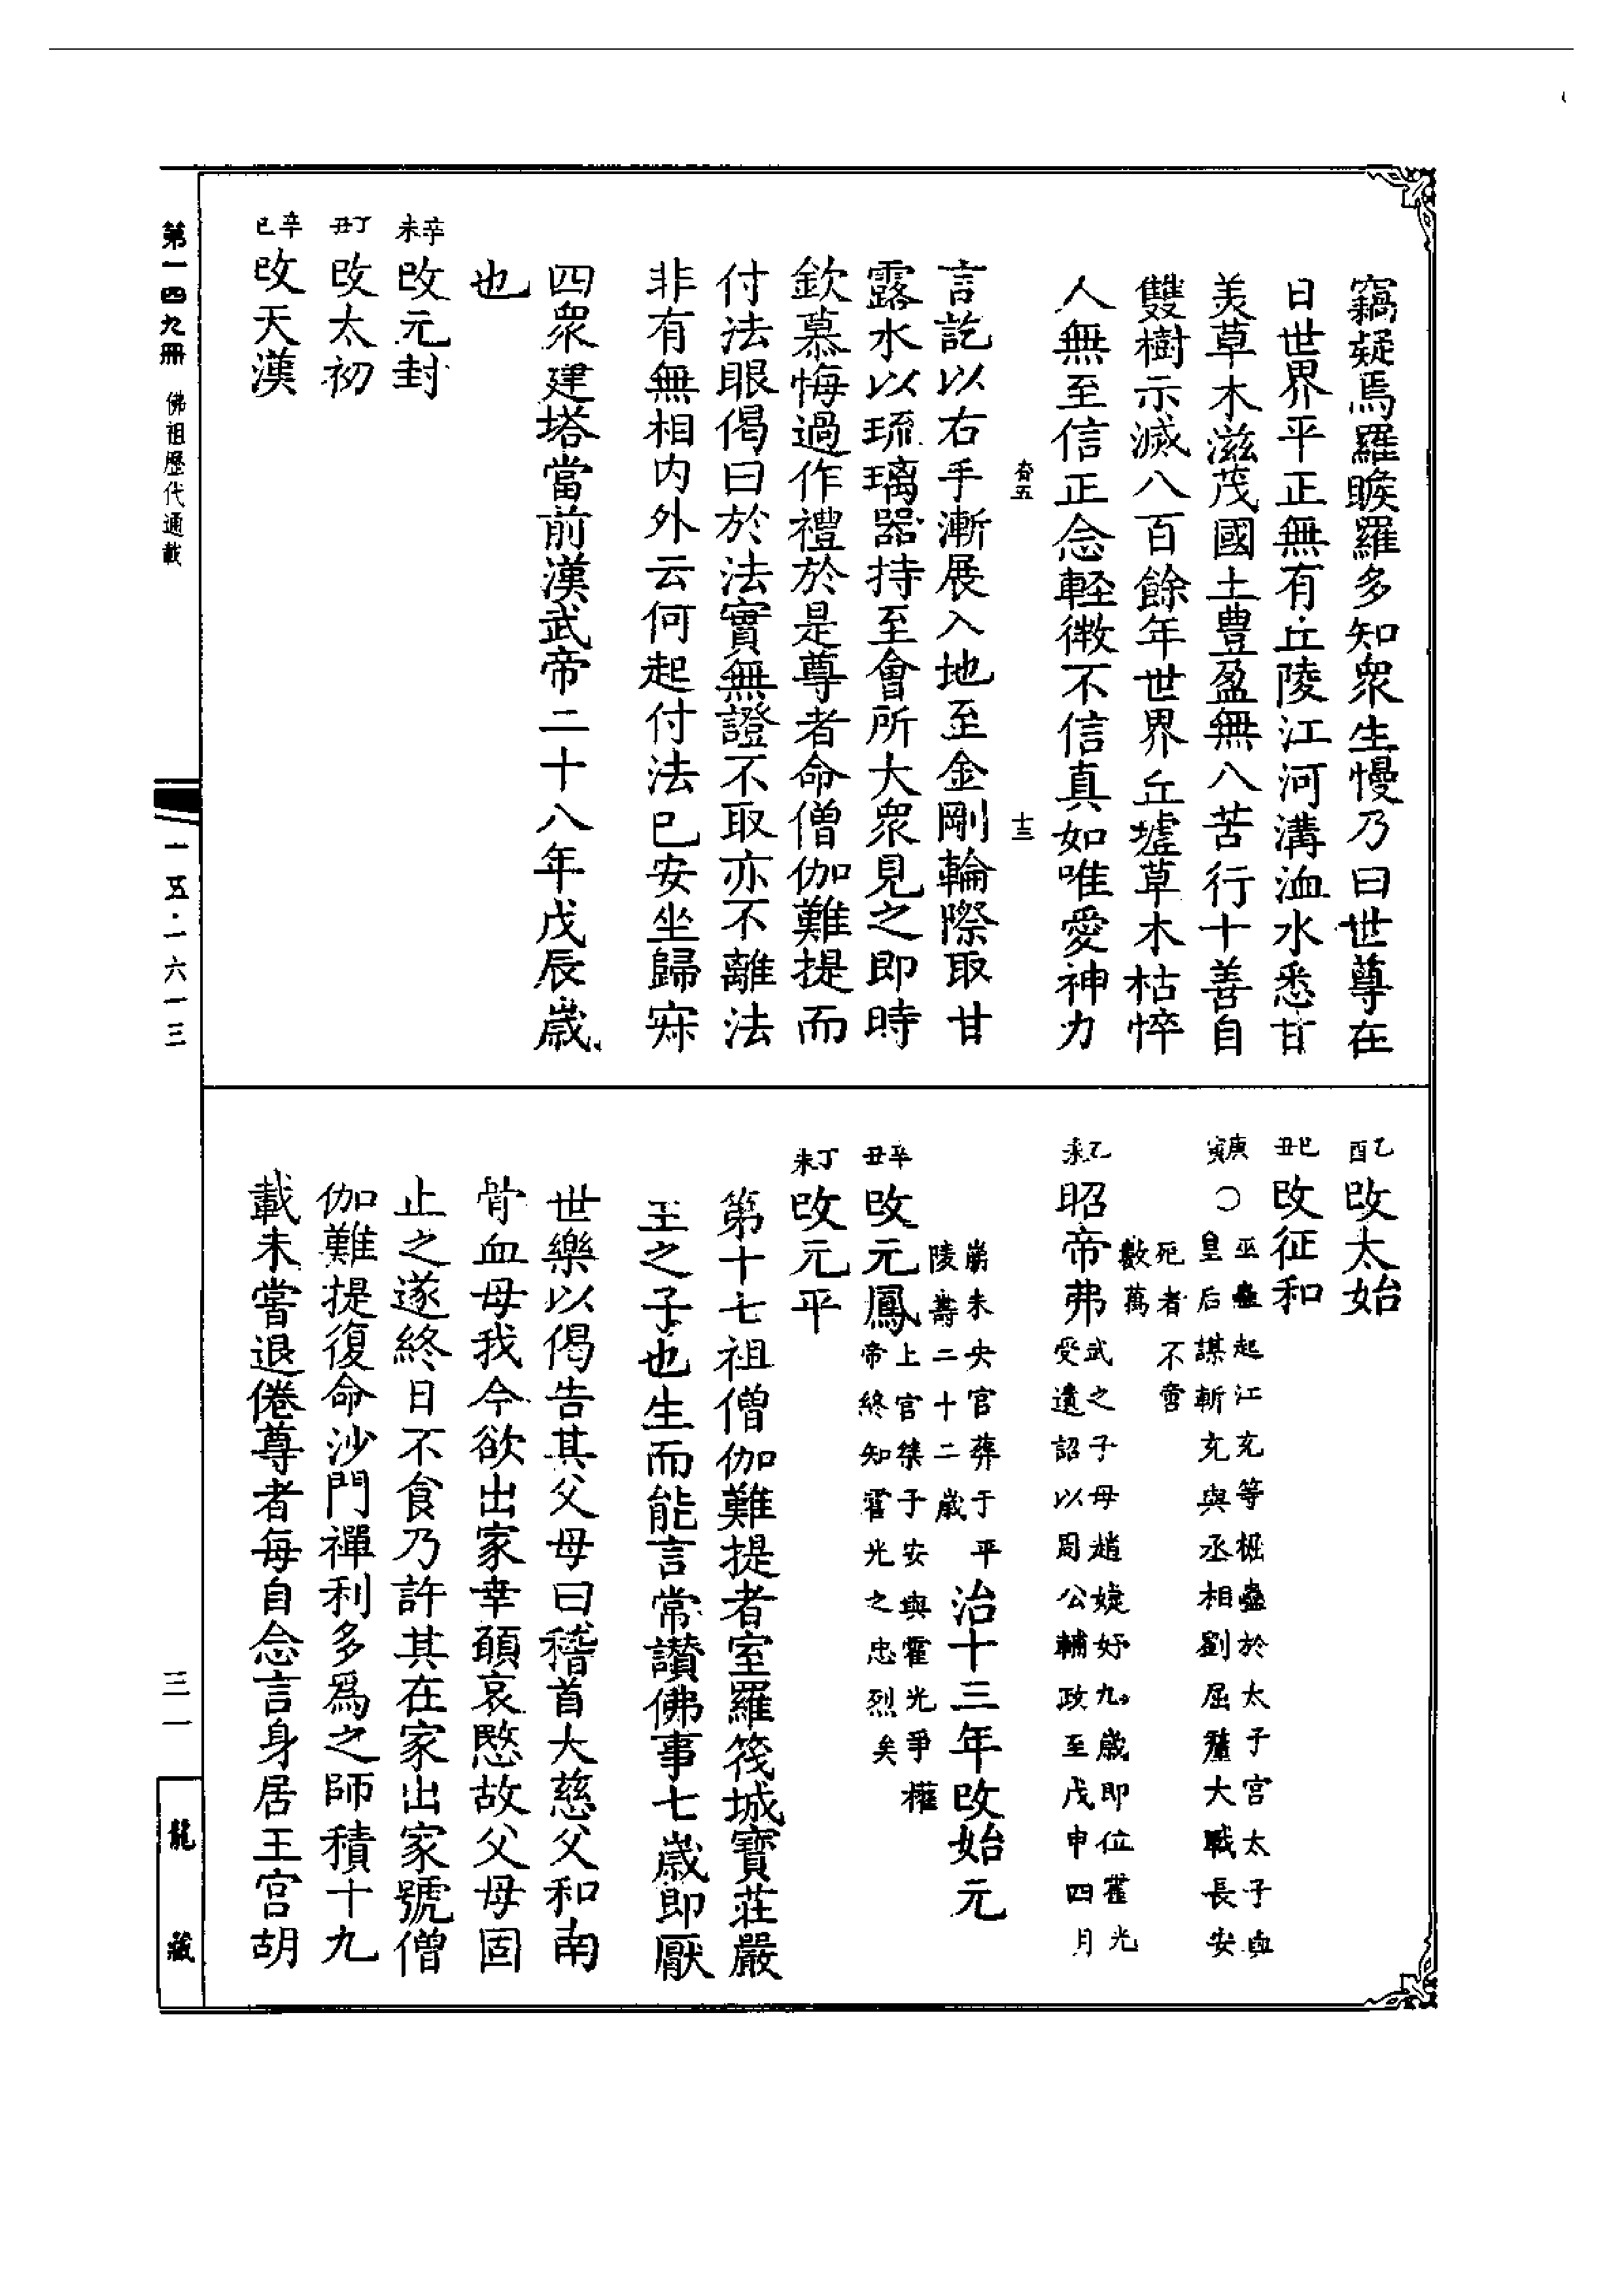 竊疑焉羅睺羅多知衆生慢乃曰世尊在
日世界平正無有丘陵江河溝洫水悉甘
美草木滋茂國土豊盈無八苦行十善自
雙樹示滅八百餘年世界丘墟草木枯悴
人無至信正念輕微不信真如唯愛神力
春五 十三
言訖以右手漸展入地至金剛輪際取甘
露水以琉璃器持至會所大衆見之即時
欽慕悔過作禮於是尊者命僧伽難提而
付法眼偈曰於法實無證不取亦不離法
非有無相内外云何起付法已安坐歸寂
四衆建塔當前漢武帝二十八年戊辰歲
也
辛未 改元封
丁丑 改太初
辛巳 改天漢
乙酉 改太始
己丑 改征和
庚寅 〇 巫蠱起江充等掘蠱於太子宮太子與
皇后謀斬充與丞相劉屈釐大戰長安
死者不啻
數萬
乙未 昭帝弗 武之子母趙婕妤九歲即位霍光
受遺詔以周公輔政至戊申四月
崩未央宮葬于平
陵壽二十二歲 治十三年改始元
辛丑 改元鳳 上官桀子安與霍光爭權
帝終知霍光之忠烈矣
丁未 改元平
第十七祖僧伽難提者室羅筏城寶莊嚴
王之子也生而能言常讃佛事七歲即厭
世樂以偈告其父母曰稽首大慈父和南
骨血母我今欲出家幸願哀愍故父母固
止之遂終日不食乃許其在家出家號僧
伽難提復命沙門禪利多爲之師積十九
載未嘗退倦尊者每自念言身居王宮胡
第一四九冊 佛祖歷代通載
一五·一六一三
三一
龍藏